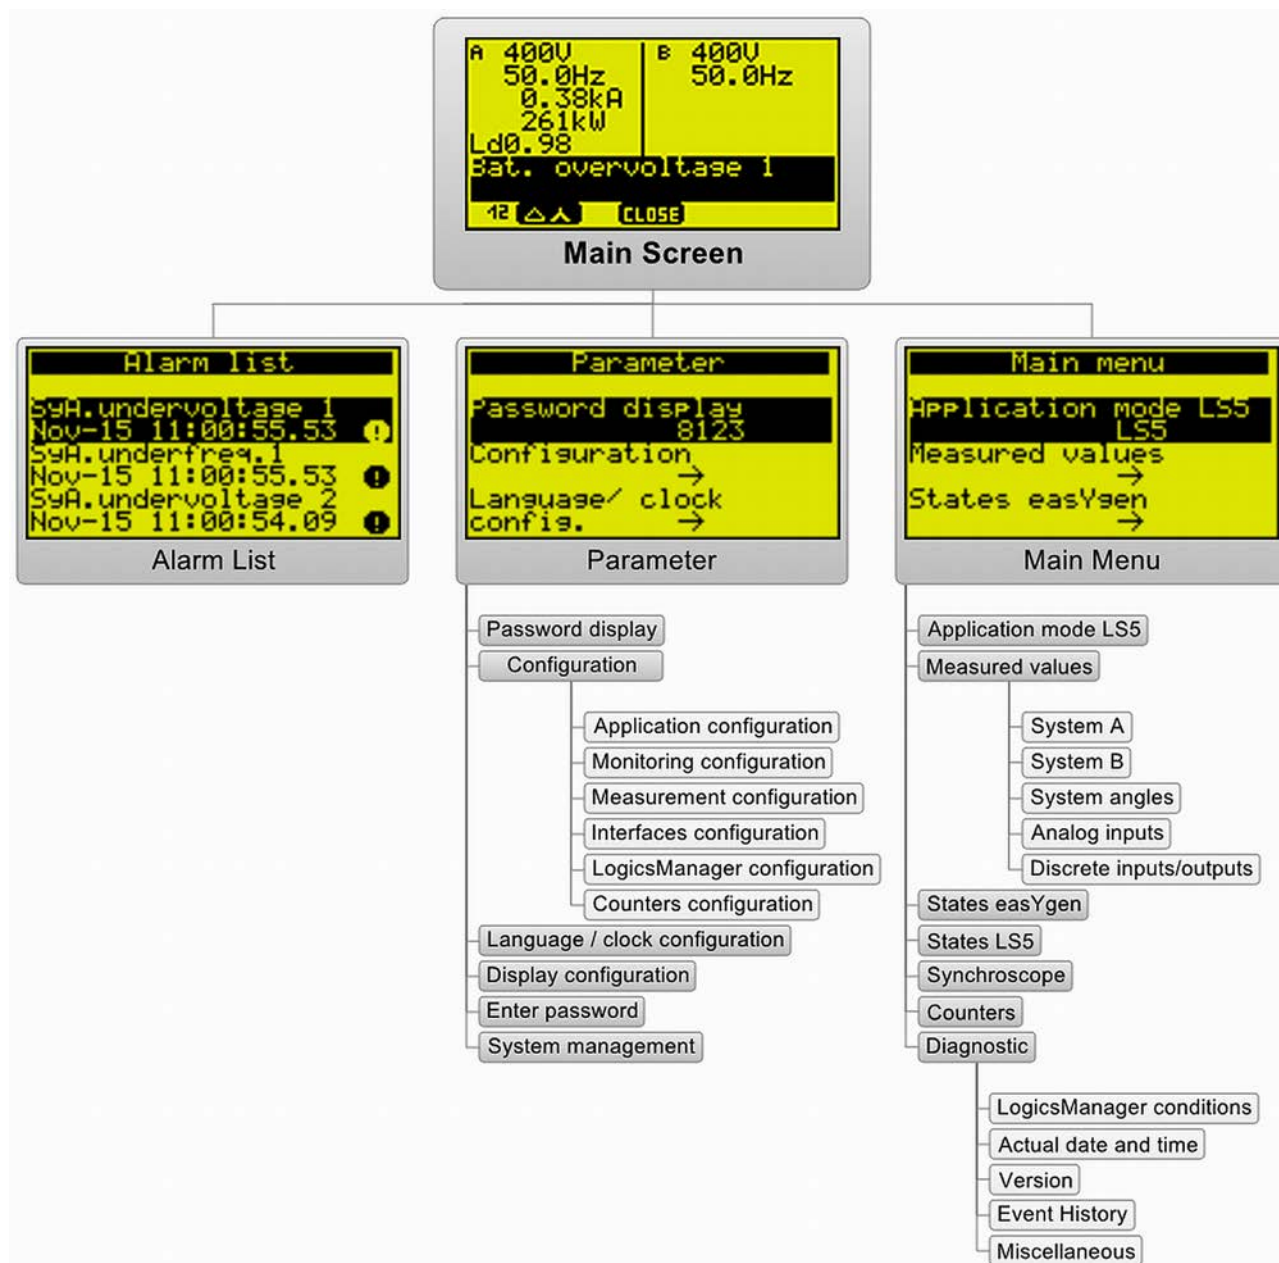 A 400V
50.0Hz
0.38kA
261kW
Ld0.98
B 400V
50.0Hz
Bat. overvoltage 1
12
CLOSE
Main Screen
Alarm list
SyA.undervoltage 1
Nov-15 11:00:55.53
SyA.underfreq.1
Nov-15 11:00:55.53
SyA.undervoltage 2
Nov-15 11:00:54.09
Alarm List
Parameter
Password display
8123
Configuration
→
Language/ clock
config. →
Parameter
Main menu
Application mode LS5
LS5
Measured values
→
States easYgen
→
Main Menu
Password display
Configuration
Application configuration
Monitoring configuration
Measurement configuration
Interfaces configuration
LogicsManager configuration
Counters configuration
Language / clock configuration
Display configuration
Enter password
System management
Application mode LS5
Measured values
System A
System B
System angles
Analog inputs
Discrete inputs/outputs
States easYgen
States LS5
Synchroscope
Counters
Diagnostic
LogicsManager conditions
Actual date and time
Version
Event History
Miscellaneous